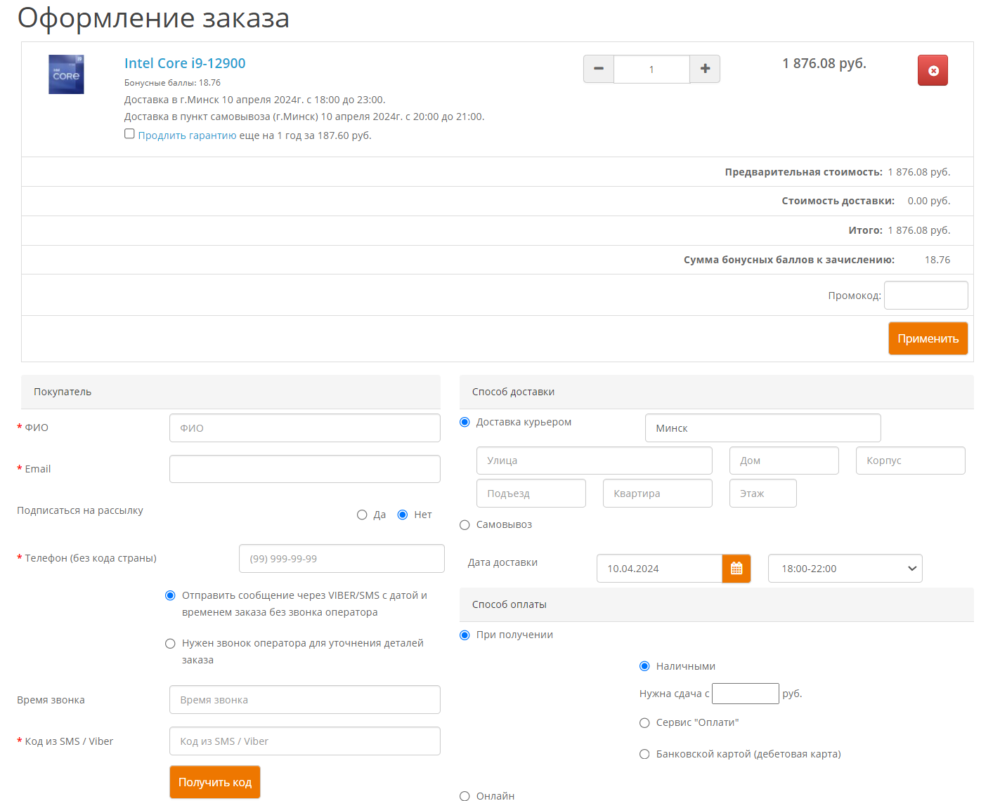 Оформление заказа
intel
CORE
i9
Intel Core i9-12900
1
1 876.08 руб.
Бонусные баллы: 18.76
Доставка в г.Минск 10 апреля 2024г. с 18:00 до 23:00.
Доставка в пункт самовывоза (г.Минск) 10 апреля 2024г. с 20:00 до 21:00.
Продлить гарантию еще на 1 год за 187.60 руб.
Предварительная стоимость: 1 876.08 руб.
Стоимость доставки: 0.00 руб.
Итого: 1 876.08 руб.
Сумма бонусных баллов к зачислению: 18.76
Промокод:
Применить
Покупатель
* ФИО
ФИО
* Email
Подписаться на рассылку
Да
Нет
* Телефон (без кода страны)
(99) 999-99-99
Отправить сообщение через VIBER/SMS с датой и
временем заказа без звонка оператора
Нужен звонок оператора для уточнения деталей
заказа
Время звонка
Время звонка
* Код из SMS / Viber
Код из SMS / Viber
Получить код
Способ доставки
Доставка курьером
Минск
Улица
Дом
Корпус
Подъезд
Квартира
Этаж
Самовывоз
Дата доставки
10.04.2024
18:00-22:00
Способ оплаты
При получении
Наличными
Нужна сдача с
руб.
Сервис "Оплати"
Банковской картой (дебетовая карта)
Онлайн